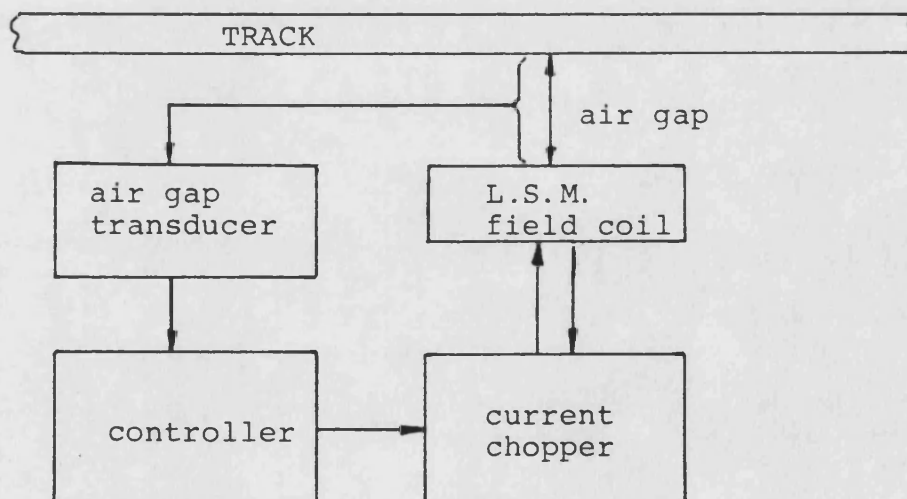 TRACK
air gap
air gap
transducer
L.S.M.
field coil
controller
current
chopper